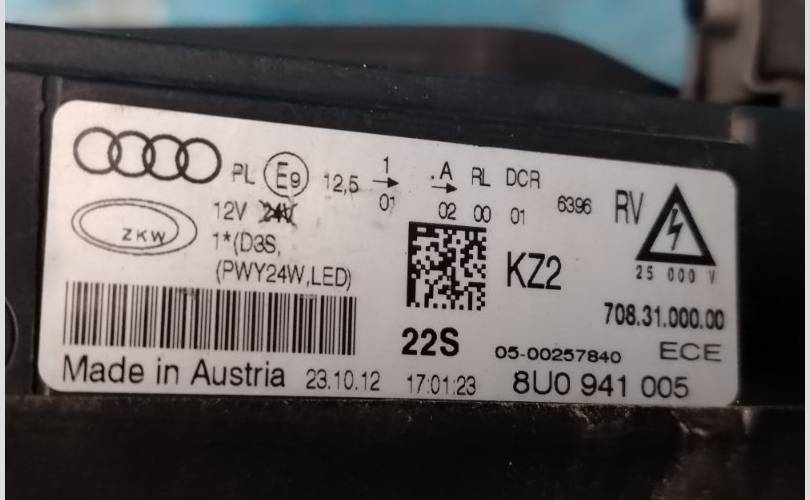 PL E9 12,5 1 .A RL DCR 6396 RV
01 02 00 01
12V 24V
ZKW
1*(D3S,
(PWY24W,LED)
KZ2
25 000 V
708.31.000.00
22S 05-00257840 ECE
Made in Austria 23.10.12 17:01:23 8U0 941 005